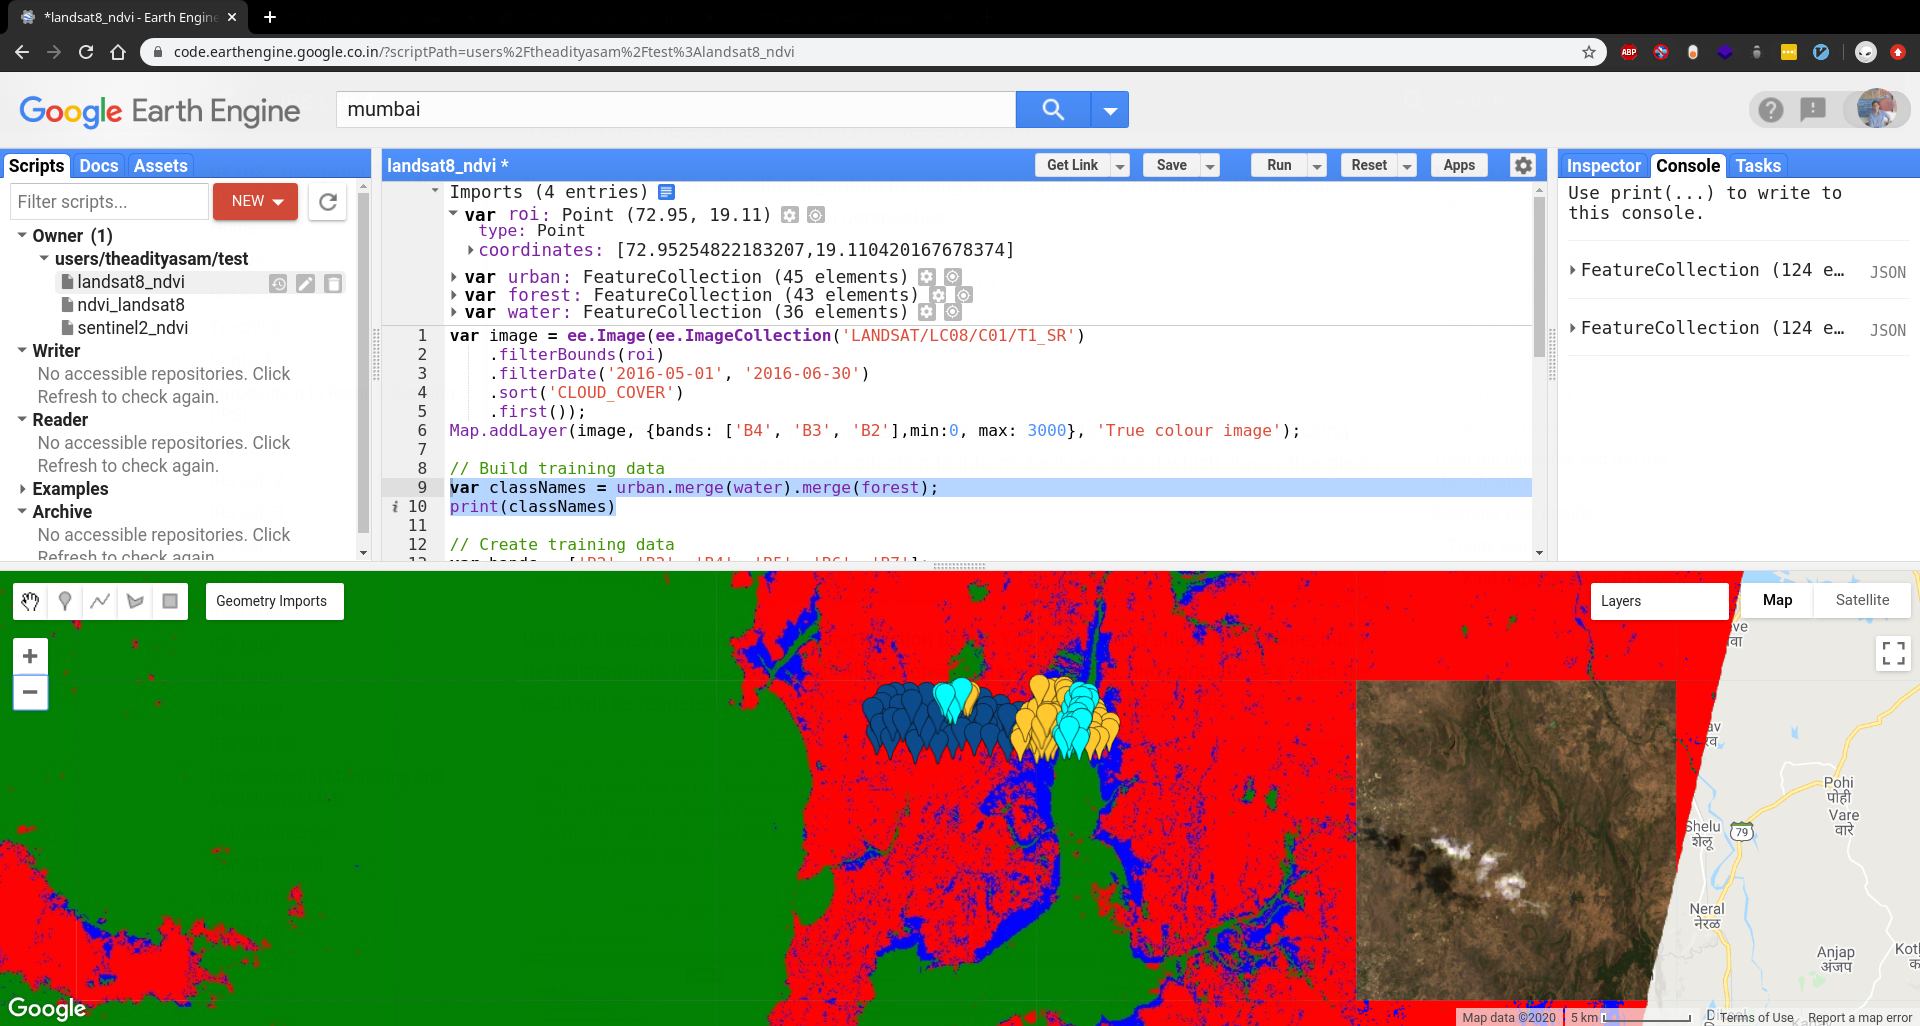 *landsat8_ndvi - Earth Engine
code.earthengine.google.co.in/?scriptPath=users%2Ftheadityasam%2Ftest%3Alandsat8_ndvi
ABP
Google Earth Engine
mumbai
Scripts Docs Assets
Filter scripts...
NEW
Owner (1)
users/theadityasam/test
landsat8_ndvi
ndvi_landsat8
sentinel2_ndvi
Writer
No accessible repositories. Click
Refresh to check again.
Reader
No accessible repositories. Click
Refresh to check again.
Examples
Archive
No accessible repositories. Click
Refresh to check again.
landsat8_ndvi *
Get Link Save Run Reset Apps
Imports (4 entries)
var roi: Point (72.95, 19.11)
type: Point
coordinates: [72.95254822183207,19.110420167678374]
var urban: FeatureCollection (45 elements)
var forest: FeatureCollection (43 elements)
var water: FeatureCollection (36 elements)
1 var image = ee.Image(ee.ImageCollection('LANDSAT/LC08/C01/T1_SR')
2 .filterBounds(roi)
3 .filterDate('2016-05-01', '2016-06-30')
4 .sort('CLOUD_COVER')
5 .first());
6 Map.addLayer(image, {bands: ['B4', 'B3', 'B2'],min:0, max: 3000}, 'True colour image');
7
8 // Build training data
9 var classNames = urban.merge(water).merge(forest);
i 10 print(classNames)
11
12 // Create training data
13 var bands = ['B2', 'B3', 'B4', 'B5', 'B6', 'B7'];
Inspector Console Tasks
Use print(...) to write to
this console.
FeatureCollection (124 e… JSON
FeatureCollection (124 e… JSON
Geometry Imports
Layers
Map Satellite
+
−
Pohi
पोही
Vare
वारे
Shelu
शेलू
79
Neral
नेरळ
Anjap
अंजप
Google
Map data ©2020 5 km Terms of Use Report a map error